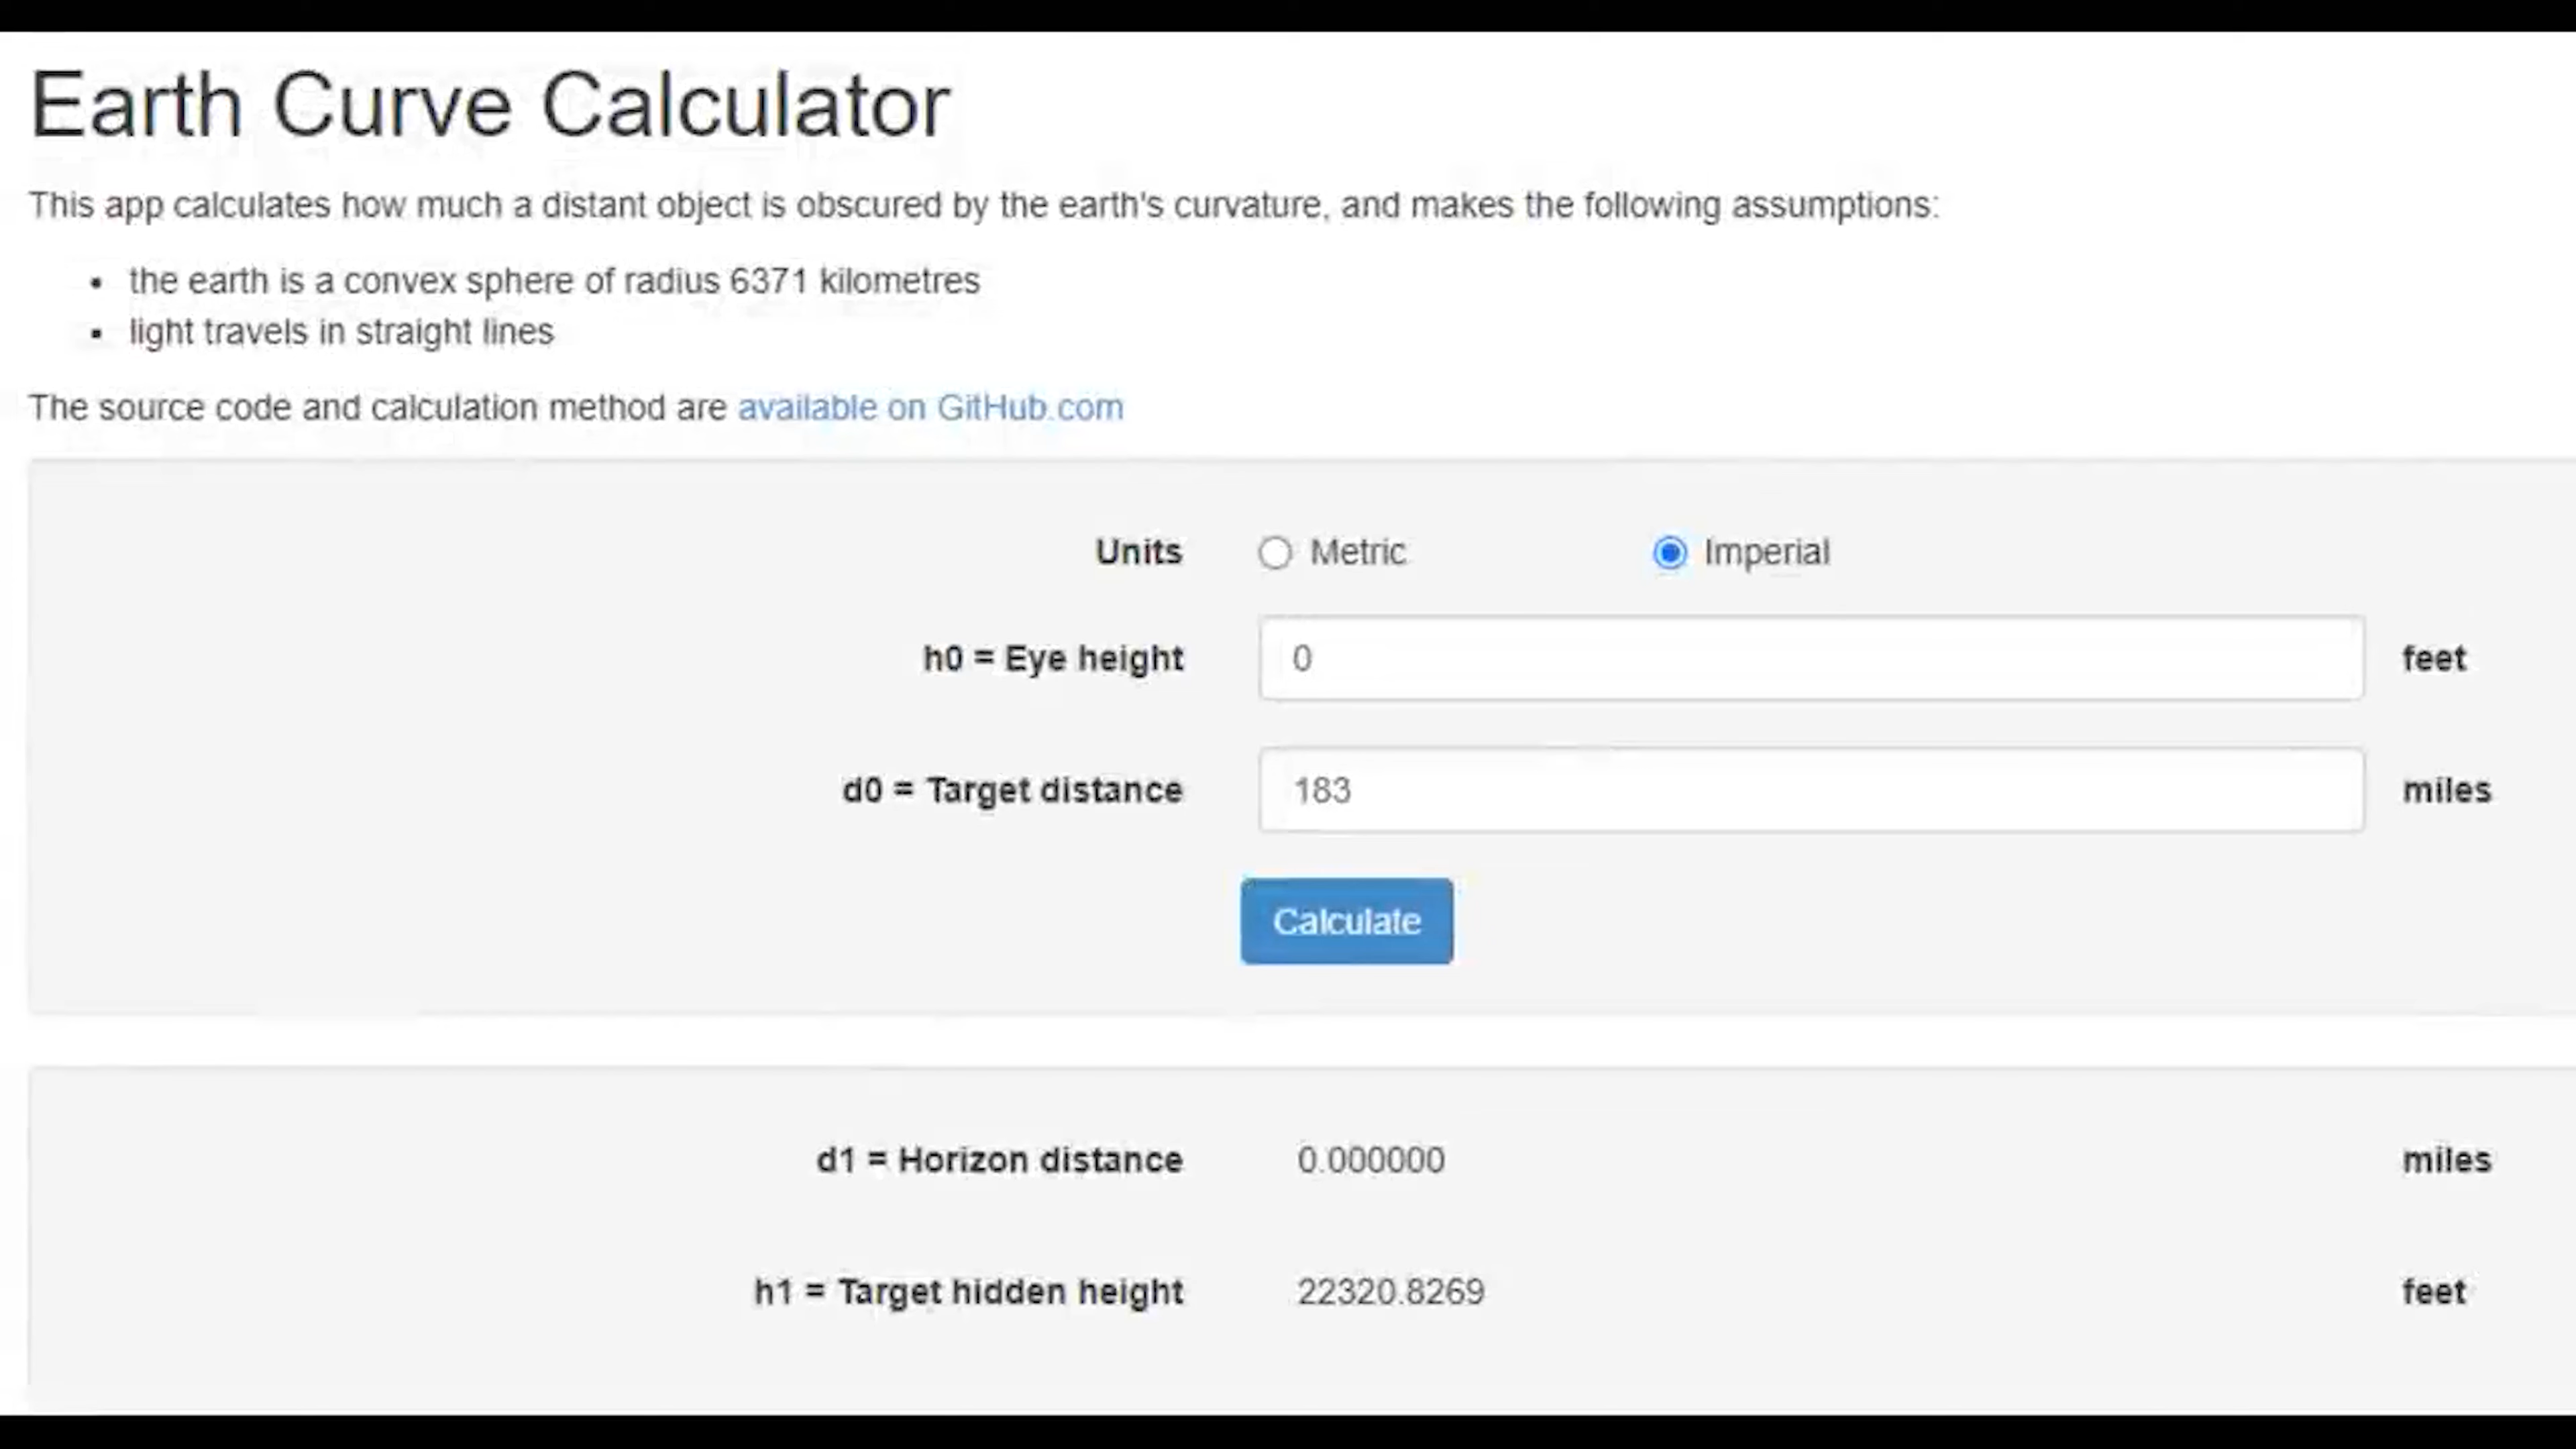 Earth Curve Calculator
This app calculates how much a distant object is obscured by the earth's curvature, and makes the following assumptions:
• the earth is a convex sphere of radius 6371 kilometres
• light travels in straight lines
The source code and calculation method are available on GitHub.com
Units Metric Imperial
h0 = Eye height 0 feet
d0 = Target distance 183 miles
Calculate
d1 = Horizon distance 0.000000 miles
h1 = Target hidden height 22320.8269 feet